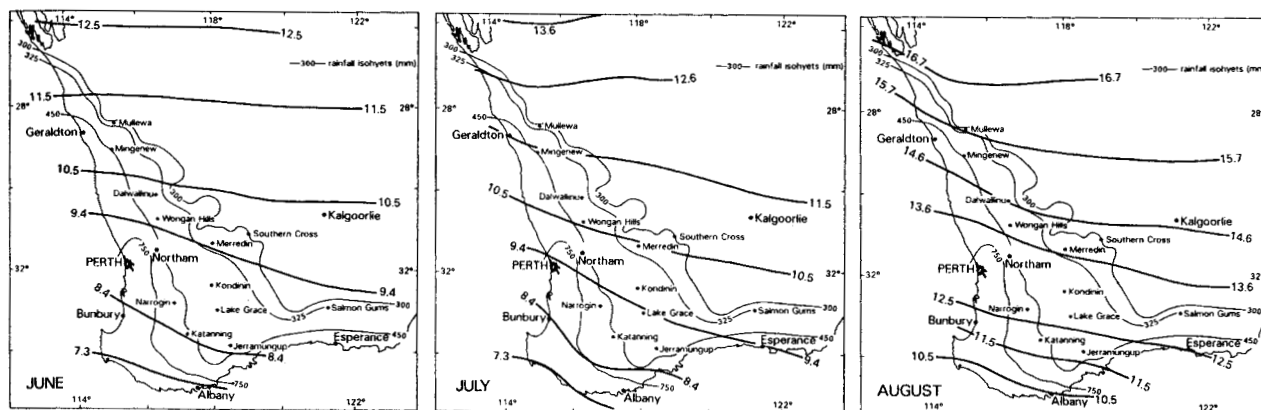 114° 118° 122°
12.5 12.5
300
325
—300— rainfall isohyets (mm)
11.5 11.5
28° 28°
450
Geraldton Mullewa
Mingenew
10.5
Dalwallinu 300 10.5
9.4 Wongan Hills Kalgoorlie
Southern Cross
Merredin
750
32° PERTH Northam 32°
9.4
8.4 Kondinin
Narrogin 300
Lake Grace 325 Salmon Gums
Bunbury
Katanning Esperance 450
7.3 Jerramungup 8.4
JUNE 750
Albany
114° 118° 122°
114° 118° 122°
13.6
300
325 12.6
—300— rainfall isohyets (mm)
28° 28°
450
Geraldton Mullewa
Mingenew
10.5
Dalwallinu 300 11.5
Wongan Hills Kalgoorlie
Southern Cross
9.4 Merredin
750
32° PERTH Northam 10.5 32°
8.4 Kondinin
Narrogin 300
Lake Grace 325 Salmon Gums
Bunbury
Katanning Esperance 450
7.3 Jerramungup 9.4
8.4
JULY 750
Albany
114° 118° 122°
114° 118° 122°
300 16.7 16.7
325
15.7 —300— rainfall isohyets (mm)
28° 28°
450
Geraldton Mullewa
14.6 Mingenew 15.7
13.6 Dalwallinu 300
Wongan Hills Kalgoorlie
Southern Cross 14.6
Merredin
750
32° PERTH Northam 32°
13.6
12.5 Kondinin
Narrogin 300
Lake Grace 325 Salmon Gums
Bunbury
11.5 Katanning Esperance 450
10.5 Jerramungup 12.5
11.5
AUGUST 750
Albany 10.5
114° 118° 122°